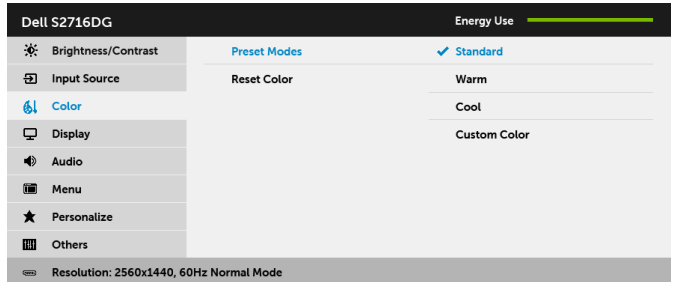 Dell S2716DG Energy Use
Brightness/Contrast Preset Modes Standard
Input Source Reset Color Warm
Color Cool
Display Custom Color
Audio
Menu
Personalize
Others
Resolution: 2560x1440, 60Hz Normal Mode